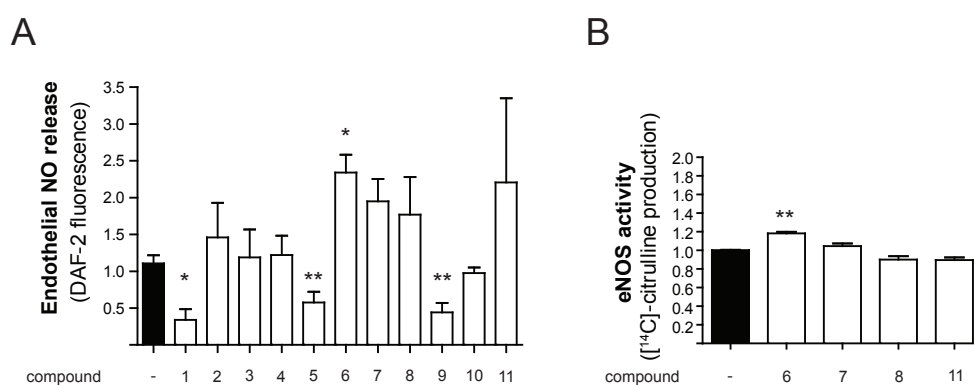 A
Endothelial NO release
(DAF-2 fluorescence)
3.5
3.0
2.5
2.0
1.5
1.0
0.5
*
**
*
**
compound - 1 2 3 4 5 6 7 8 9 10 11
B
eNOS activity
([¹⁴C]-citrulline production)
2.0
1.8
1.6
1.4
1.2
1.0
0.8
0.6
0.4
0.2
**
compound - 6 7 8 11